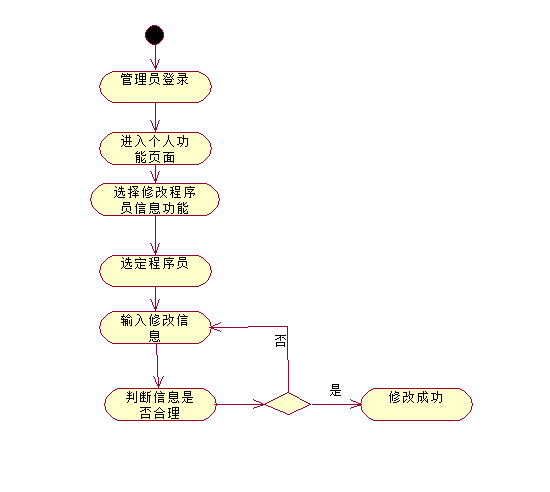 管理员登录
进入个人功
能页面
选择修改程序
员信息功能
选定程序员
输入修改信
息
否
判断信息是
否合理
是
修改成功